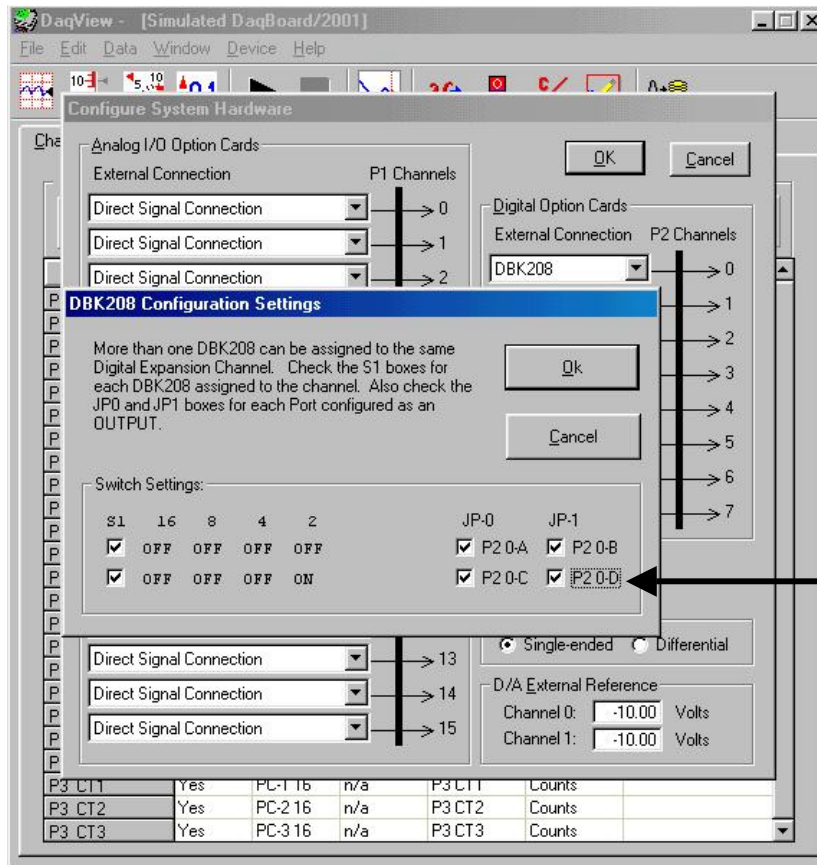 DaqView - [Simulated DaqBoard/2001]
File Edit Data Window Device Help
Configure System Hardware
Analog I/O Option Cards
External Connection P1 Channels
OK Cancel
Direct Signal Connection 0
Direct Signal Connection 1
Direct Signal Connection 2
Digital Option Cards
External Connection P2 Channels
DBK208 0
1
2
3
4
5
6
7
DBK208 Configuration Settings
More than one DBK208 can be assigned to the same
Digital Expansion Channel. Check the S1 boxes for
each DBK208 assigned to the channel. Also check the
JP0 and JP1 boxes for each Port configured as an
OUTPUT.
Ok
Cancel
Switch Settings:
S1 16 8 4 2 JP-0 JP-1
OFF OFF OFF OFF P2 0-A P2 0-B
OFF OFF OFF ON P2 0-C P2 0-D
Direct Signal Connection 13
Direct Signal Connection 14
Direct Signal Connection 15
Single-ended Differential
D/A External Reference
Channel 0: -10.00 Volts
Channel 1: -10.00 Volts
P3 CT1 Yes PC-1 16 n/a P3 CT1 Counts
P3 CT2 Yes PC-2 16 n/a P3 CT2 Counts
P3 CT3 Yes PC-3 16 n/a P3 CT3 Counts